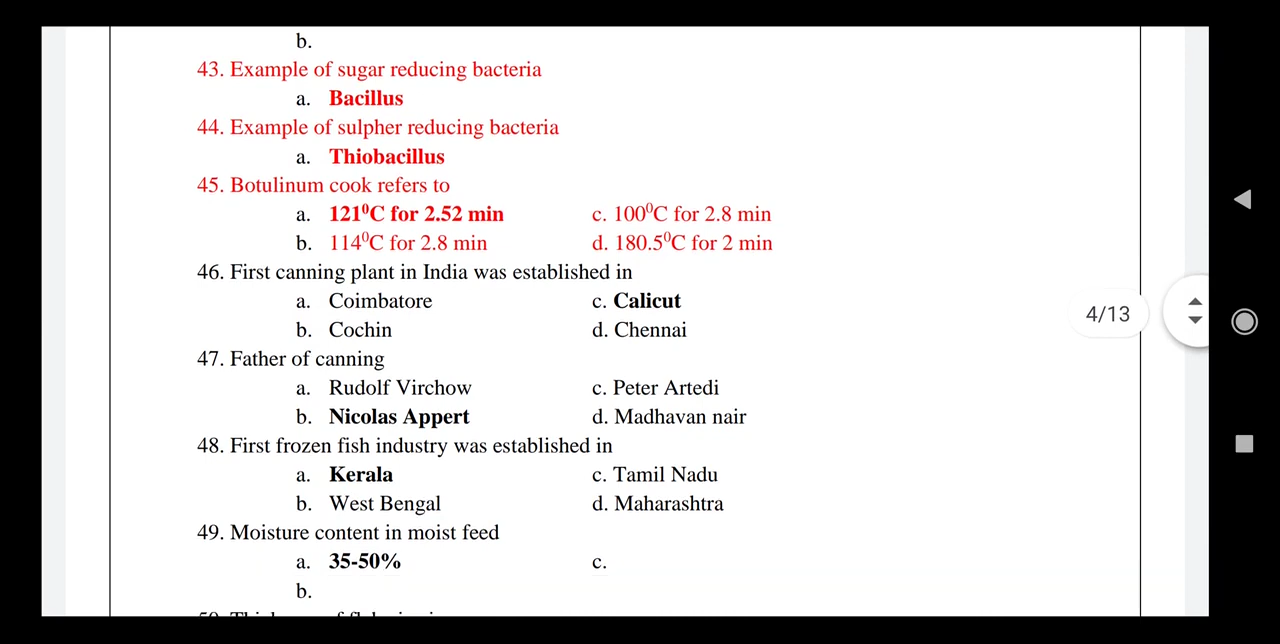 b.
43. Example of sugar reducing bacteria
a. Bacillus
44. Example of sulpher reducing bacteria
a. Thiobacillus
45. Botulinum cook refers to
a. 121⁰C for 2.52 min c. 100⁰C for 2.8 min
b. 114⁰C for 2.8 min d. 180.5⁰C for 2 min
46. First canning plant in India was established in
a. Coimbatore c. Calicut
b. Cochin d. Chennai
47. Father of canning
a. Rudolf Virchow c. Peter Artedi
b. Nicolas Appert d. Madhavan nair
48. First frozen fish industry was established in
a. Kerala c. Tamil Nadu
b. West Bengal d. Maharashtra
49. Moisture content in moist feed
a. 35-50% c.
b.
4/13